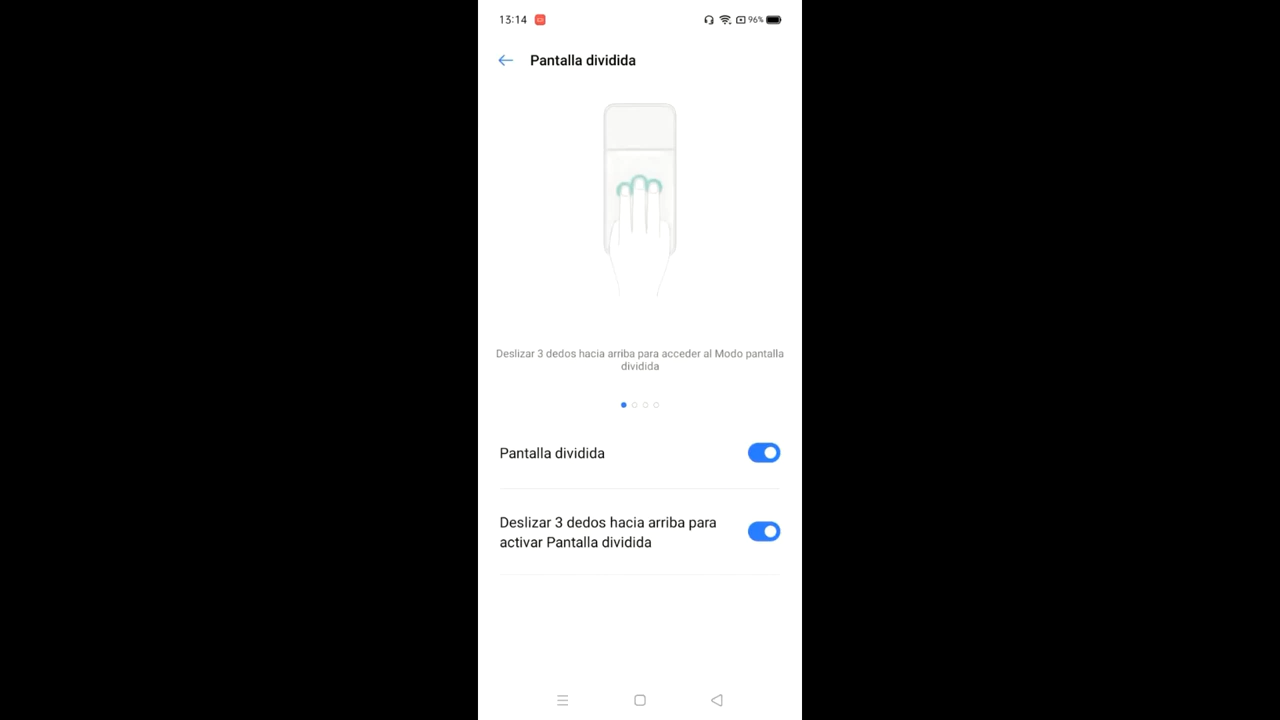 13:14
96%
Pantalla dividida
Deslizar 3 dedos hacia arriba para acceder al Modo pantalla
dividida
Pantalla dividida
Deslizar 3 dedos hacia arriba para
activar Pantalla dividida